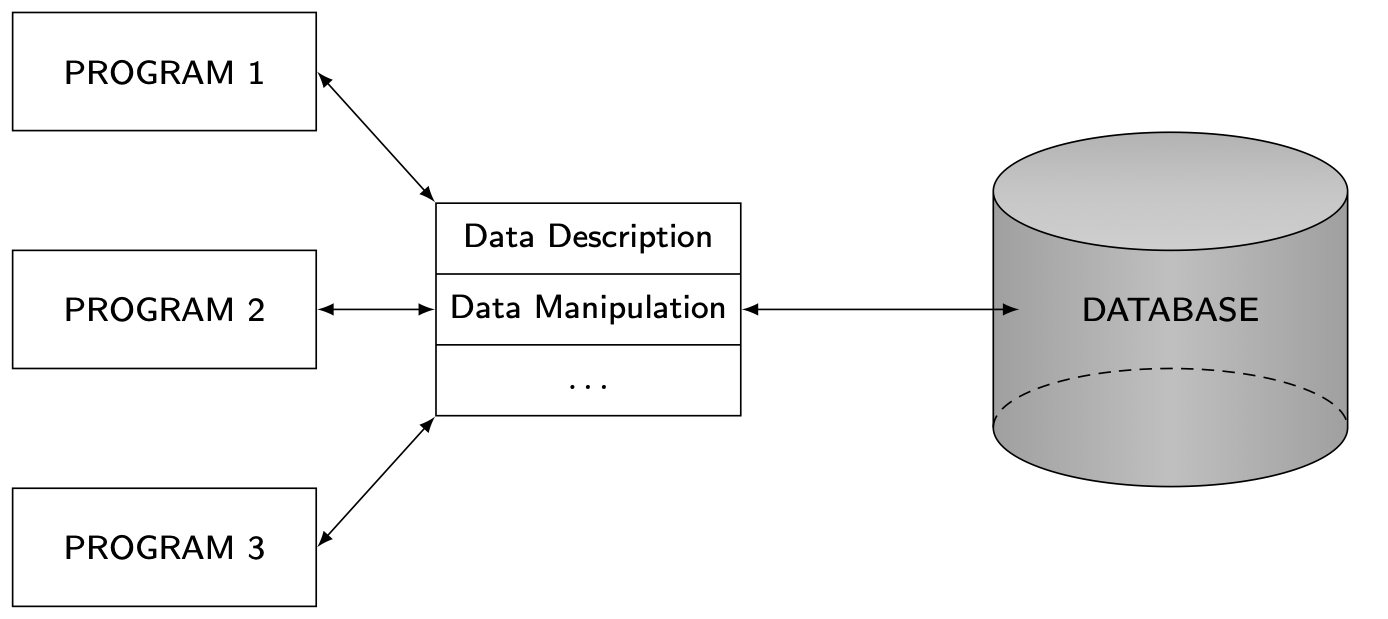 PROGRAM 1
PROGRAM 2
PROGRAM 3
Data Description
Data Manipulation
...
DATABASE